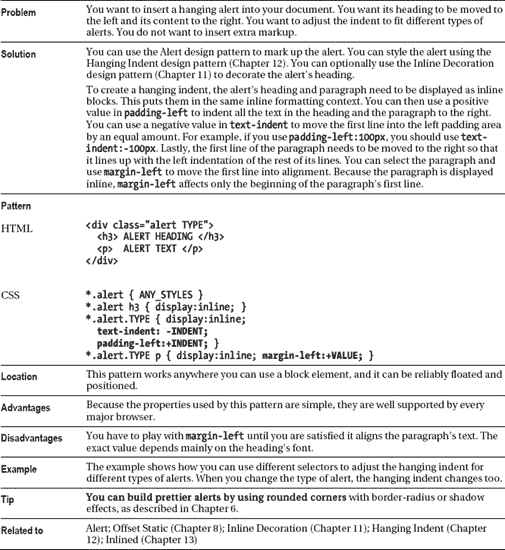 Problem
You want to insert a hanging alert into your document. You want its heading to be moved to
the left and its content to the right. You want to adjust the indent to fit different types of
alerts. You do not want to insert extra markup.
Solution
You can use the Alert design pattern to mark up the alert. You can style the alert using the
Hanging Indent design pattern (Chapter 12). You can optionally use the Inline Decoration
design pattern (Chapter 11) to decorate the alert's heading.
To create a hanging indent, the alert's heading and paragraph need to be displayed as inline
blocks. This puts them in the same inline formatting context. You can then use a positive
value in padding-left to indent all the text in the heading and the paragraph to the right.
You can use a negative value in text-indent to move the first line into the left padding area
by an equal amount. For example, if you use padding-left:100px, you should use text-
indent:-100px. Lastly, the first line of the paragraph needs to be moved to the right so that
it lines up with the left indentation of the rest of its lines. You can select the paragraph and
use margin-left to move the first line into alignment. Because the paragraph is displayed
inline, margin-left affects only the beginning of the paragraph's first line.
Pattern
HTML
<div class="alert TYPE">
<h3> ALERT HEADING </h3>
<p> ALERT TEXT </p>
</div>
CSS
*.alert { ANY_STYLES }
*.alert h3 { display:inline; }
*.alert.TYPE { display:inline;
text-indent: -INDENT;
padding-left:+INDENT; }
*.alert.TYPE p { display:inline; margin-left:+VALUE; }
Location
This pattern works anywhere you can use a block element, and it can be reliably floated and
positioned.
Advantages
Because the properties used by this pattern are simple, they are well supported by every
major browser.
Disadvantages
You have to play with margin-left until you are satisfied it aligns the paragraph's text. The
exact value depends mainly on the heading's font.
Example
The example shows how you can use different selectors to adjust the hanging indent for
different types of alerts. When you change the type of alert, the hanging indent changes too.
Tip
You can build prettier alerts by using rounded corners with border-radius or shadow
effects, as described in Chapter 6.
Related to
Alert; Offset Static (Chapter 8); Inline Decoration (Chapter 11); Hanging Indent (Chapter
12); Inlined (Chapter 13)